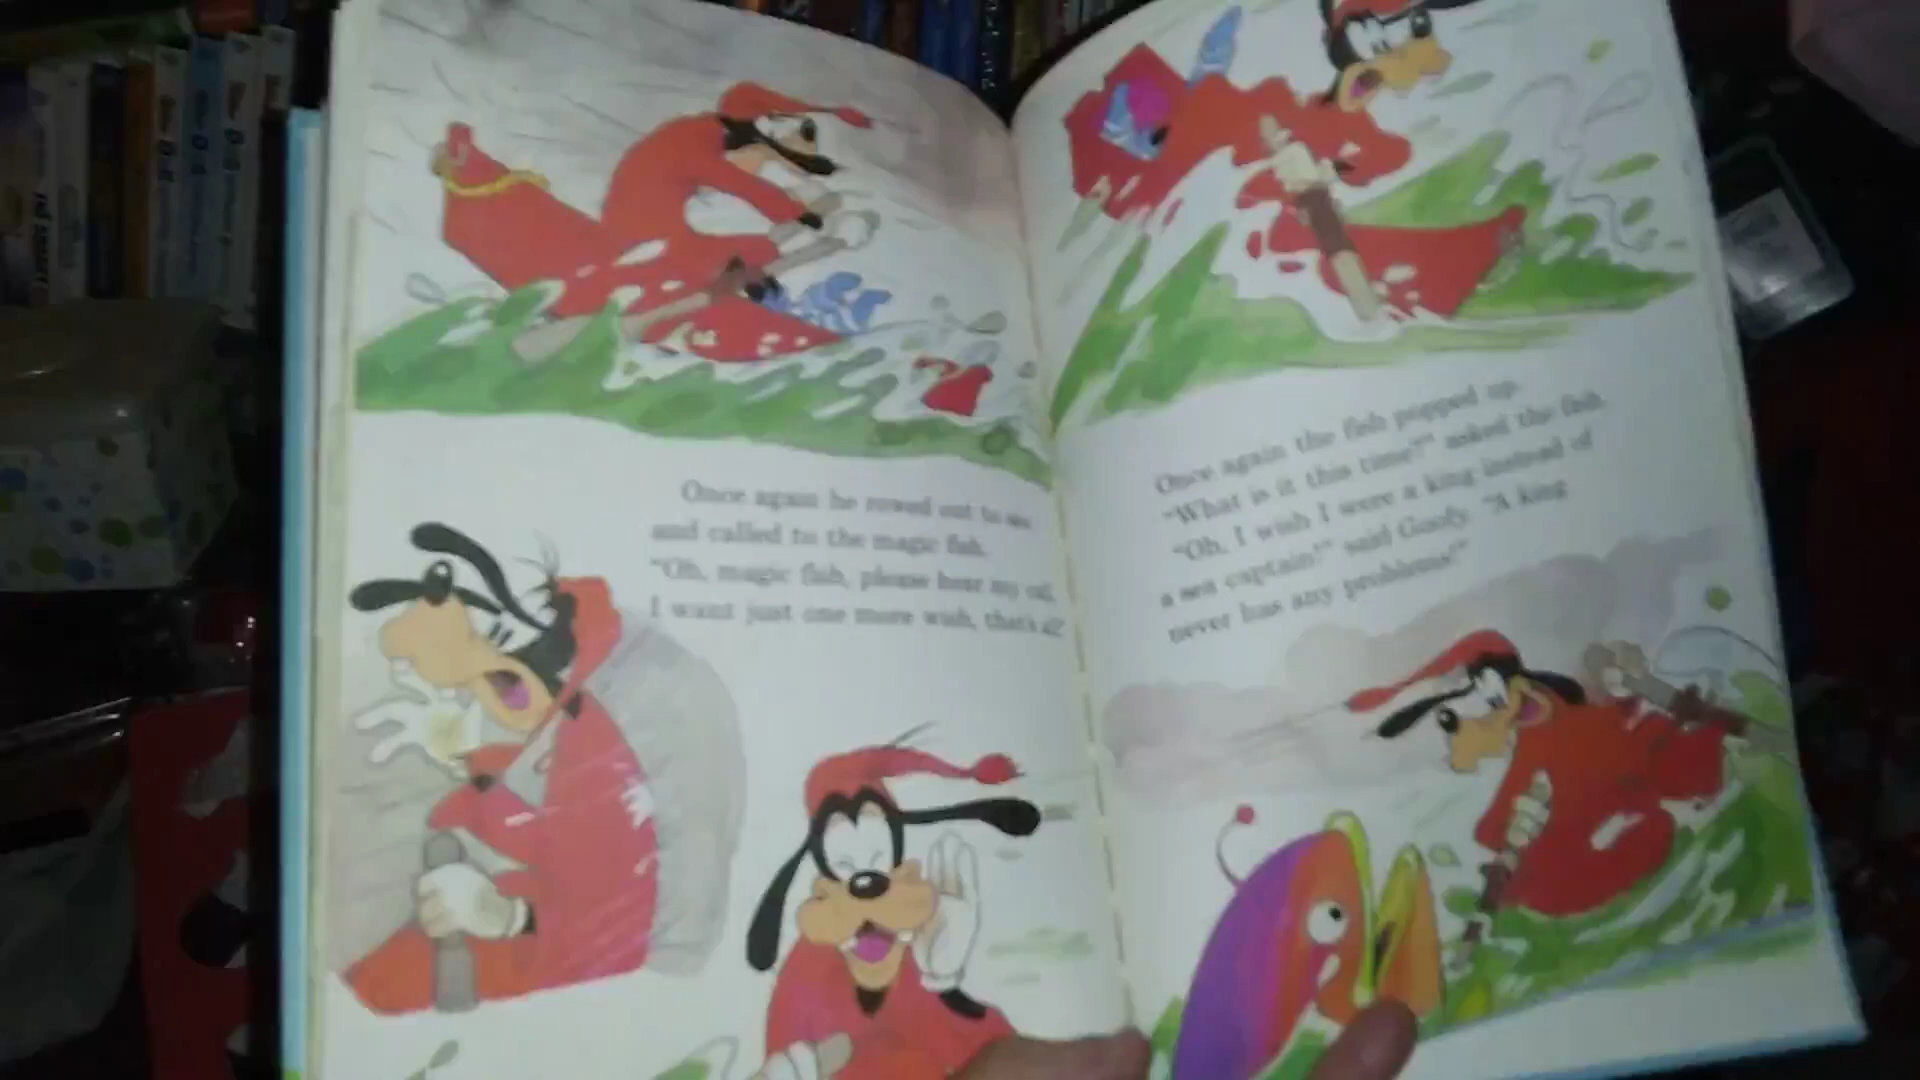 Once again he rowed out to sea
and called to the magic fish.
"Oh, magic fish, please hear my call,
I want just one more wish, that's all!"
Once again the fish popped up.
"What is it this time?" asked the fish.
"Oh, I wish I were a king instead of
a sea captain!" said Goofy. "A king
never has any problems!"